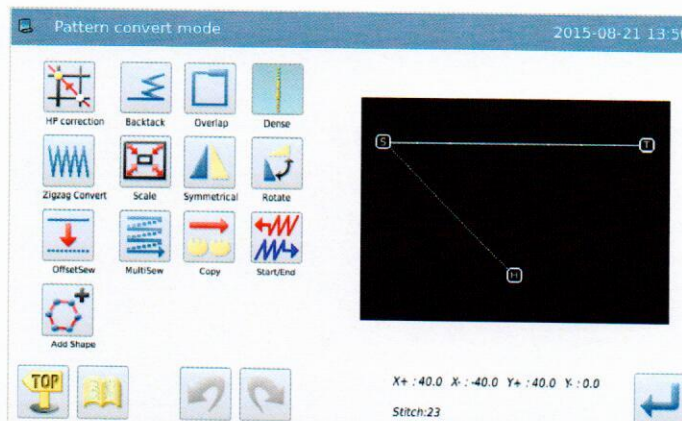 Pattern convert mode 2015-08-21 13:50
HP correction Backtack Overlap Dense
S T
Zigzag Convert Scale Symmetrical Rotate
OffsetSew MultiSew Copy Start/End
H
Add Shape
TOP
X+ : 40.0 X- : -40.0 Y+ : 40.0 Y- : 0.0
Stitch:23